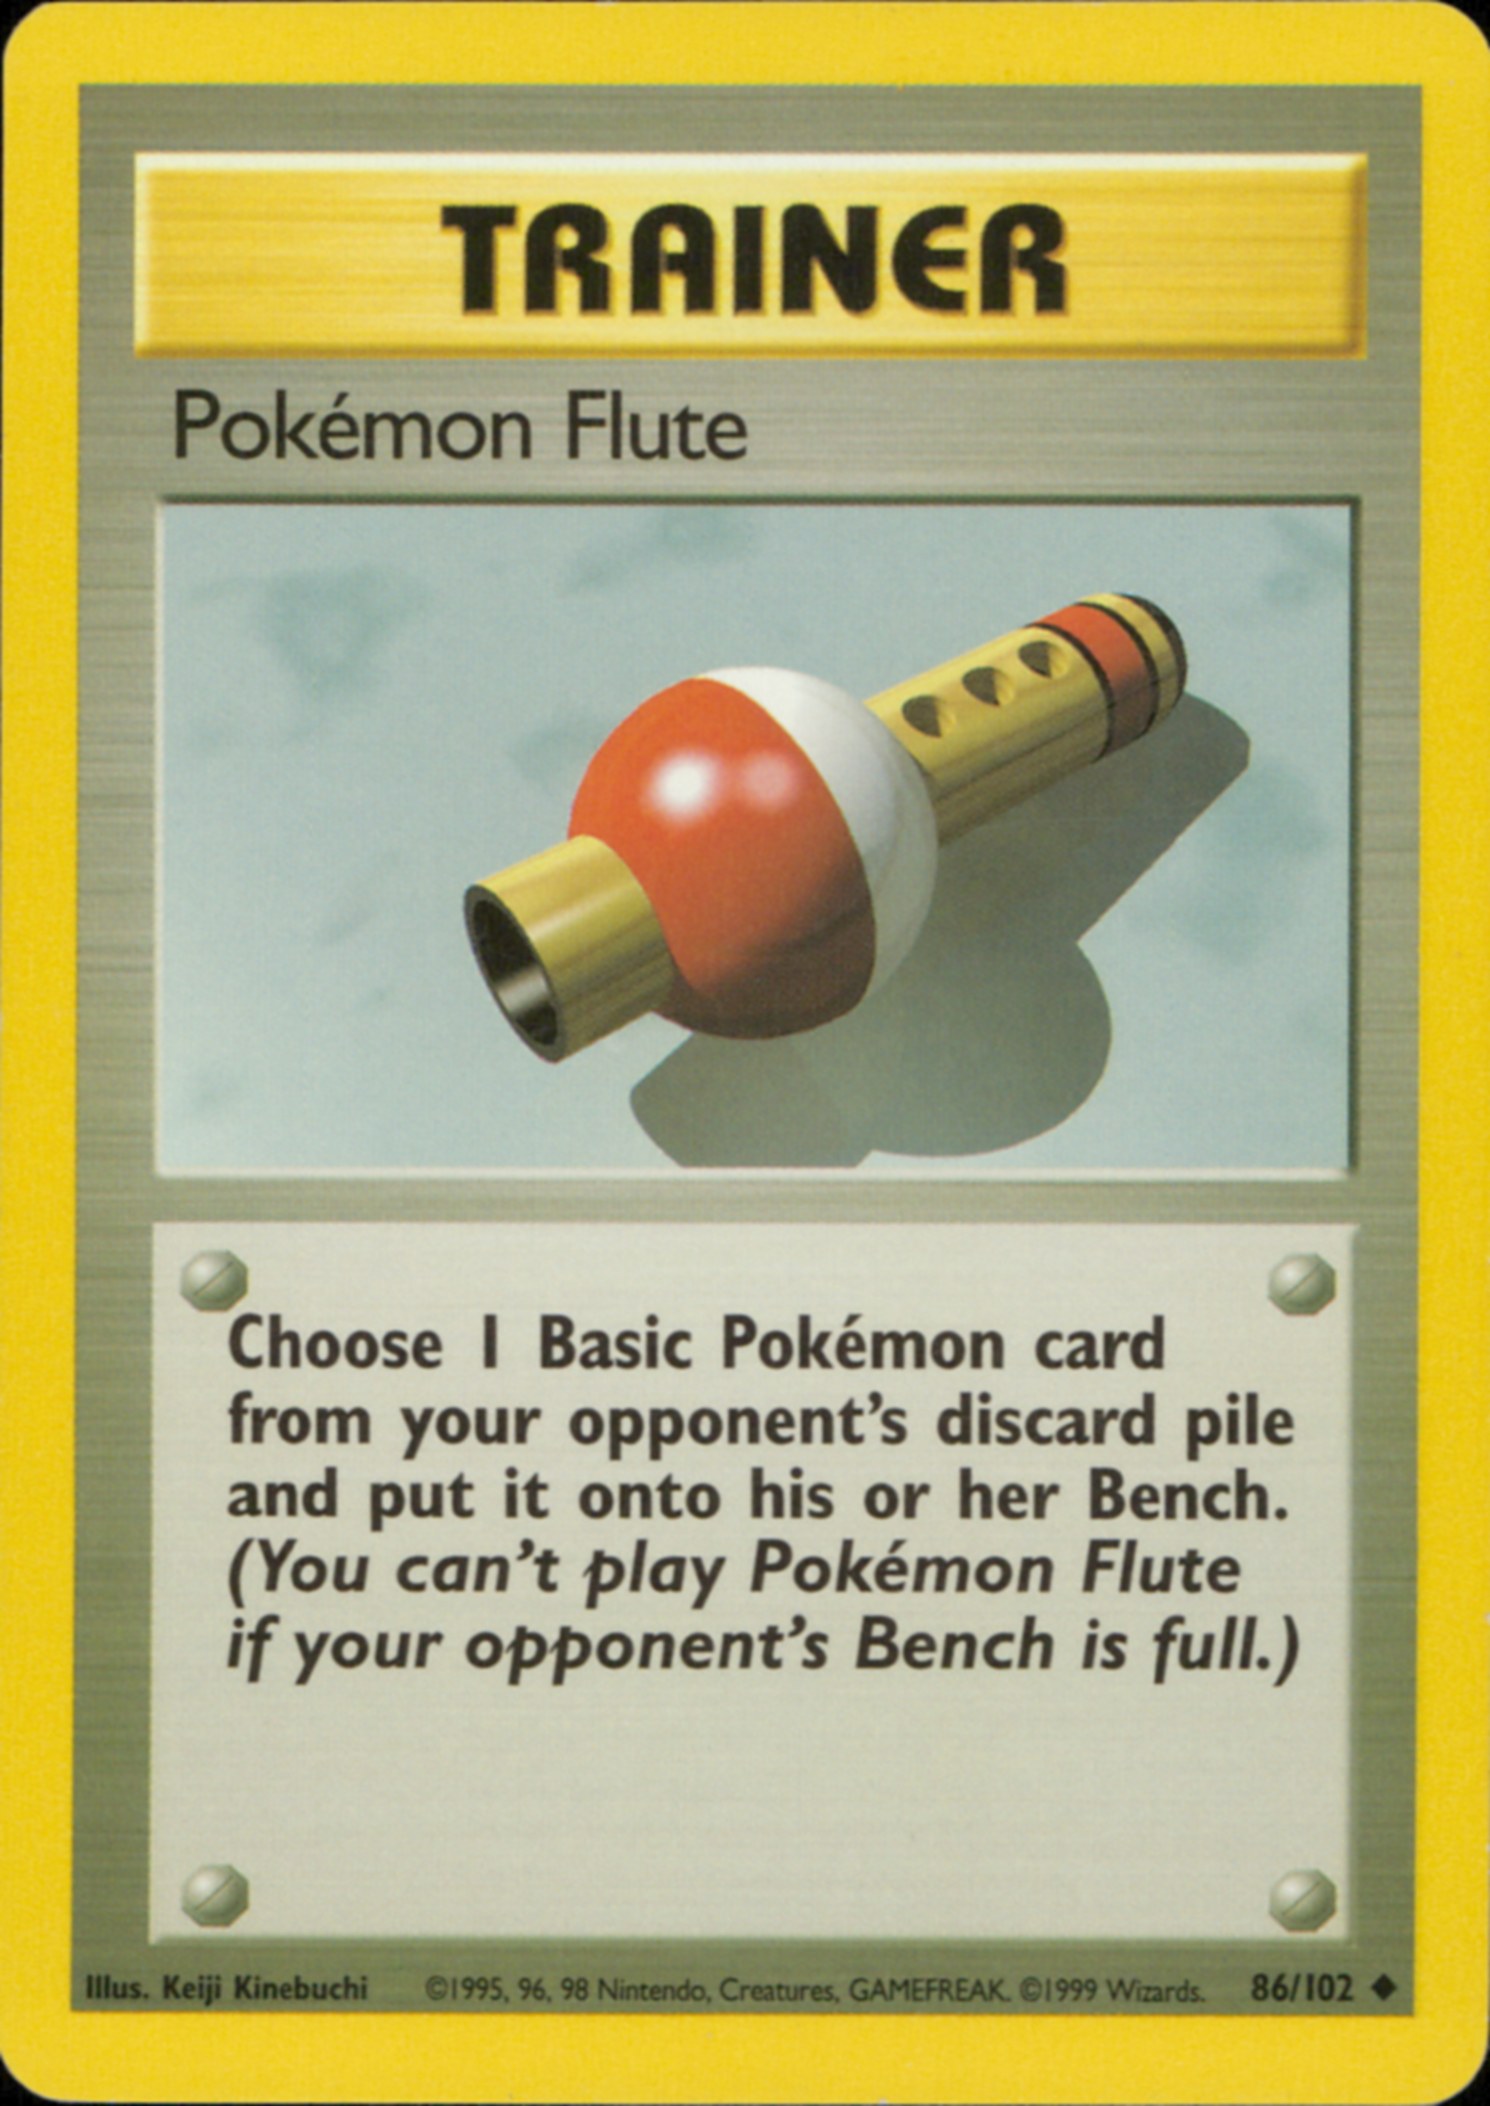 TRAINER
Pokémon Flute
Choose 1 Basic Pokémon card
from your opponent's discard pile
and put it onto his or her Bench.
(You can't play Pokémon Flute
if your opponent's Bench is full.)
Illus. Keiji Kinebuchi ©1995, 96, 98 Nintendo, Creatures, GAMEFREAK. ©1999 Wizards. 86/102 ◆